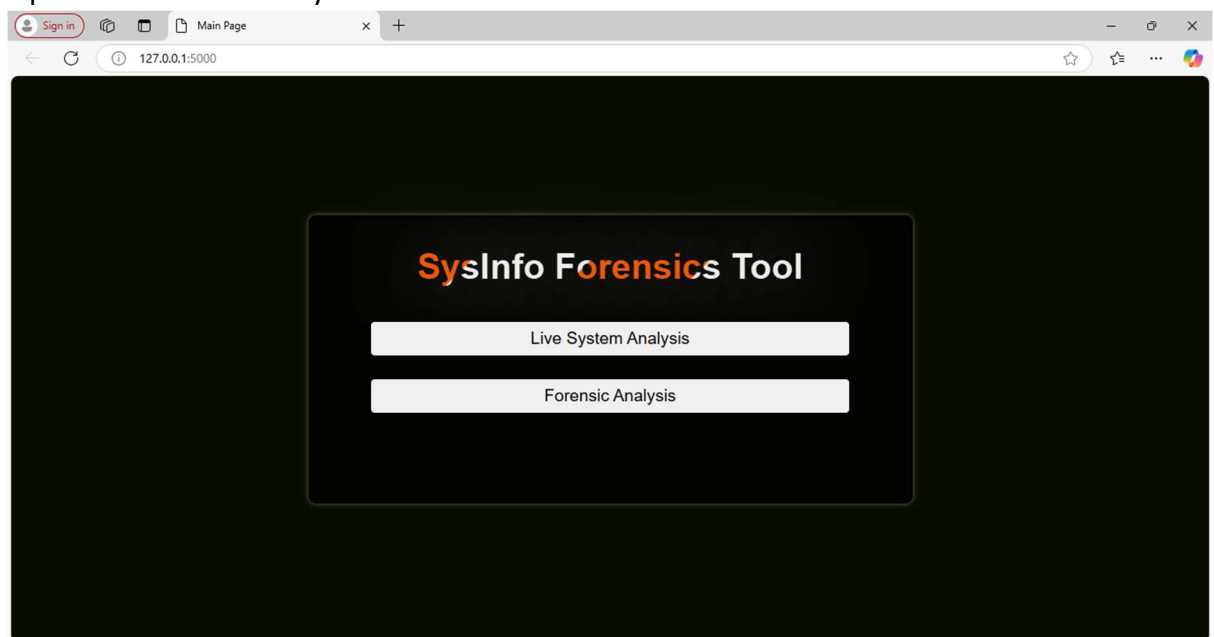 Sign in
Main Page
127.0.0.1:5000
SysInfo Forensics Tool
Live System Analysis
Forensic Analysis